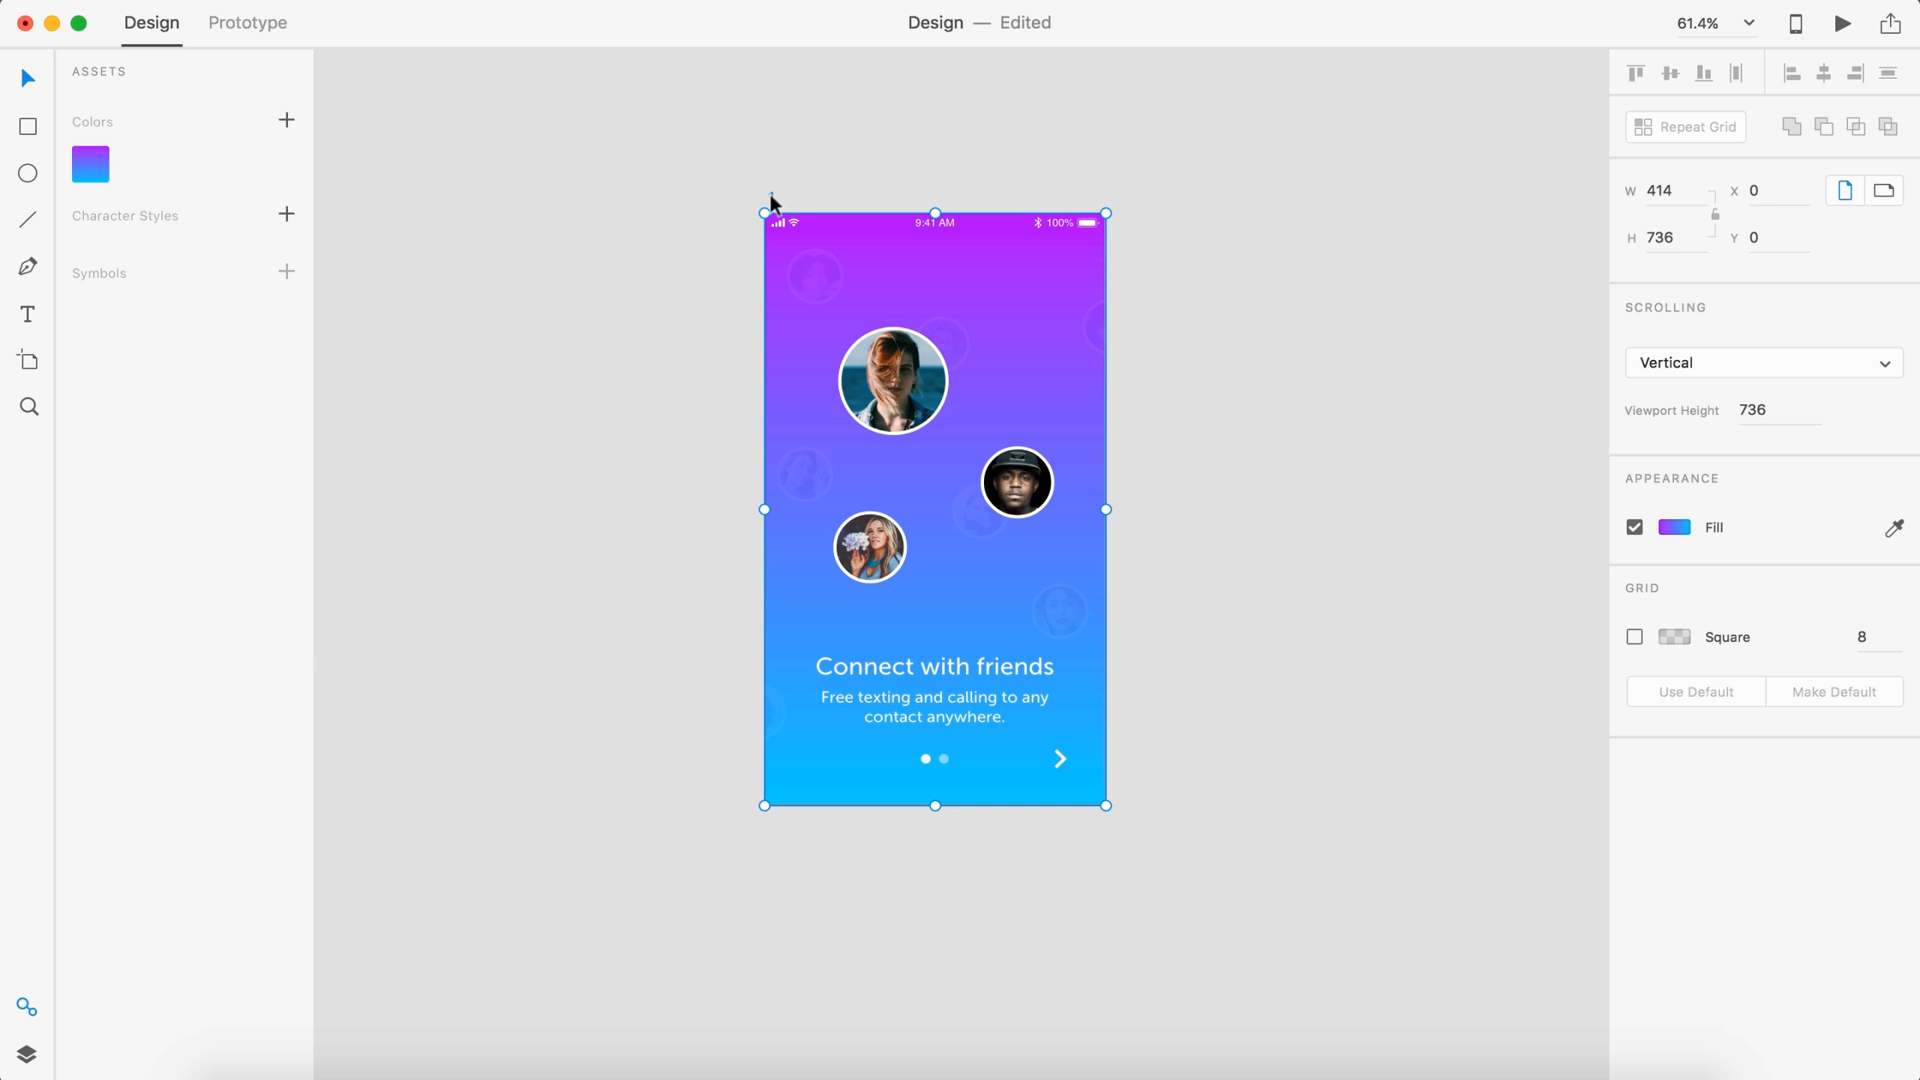 Design Prototype Design — Edited 61.4%
ASSETS
Colors
Character Styles
Symbols
9:41 AM 100%
Connect with friends
Free texting and calling to any
contact anywhere.
Repeat Grid
W 414 X 0
H 736 Y 0
SCROLLING
Vertical
Viewport Height 736
APPEARANCE
Fill
GRID
Square 8
Use Default Make Default